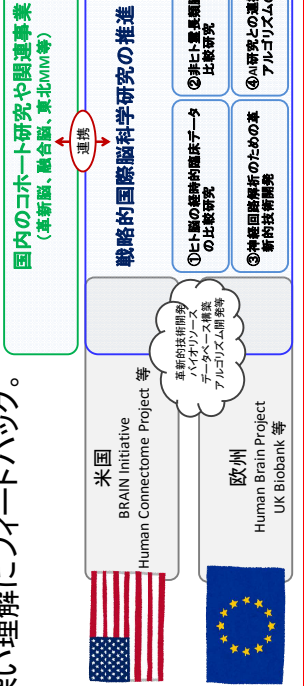 い理解にフィードバック。
国内のコホート研究や関連事業
（革新脳、融合脳、東北MM等）
連携
戦略的国際脳科学研究の推進
①ヒト脳の経時的臨床データ
の比較研究
②非ヒト霊長類
比較研究
③神経回路解析のための革
新的技術開発
④AI研究との連
アルゴリズムの
革新的技術開発
バイオリソース
データベース構築
アルゴリズム開発等
米国
BRAIN Initiative
Human Connectome Project 等
欧州
Human Brain Project
UK Biobank 等